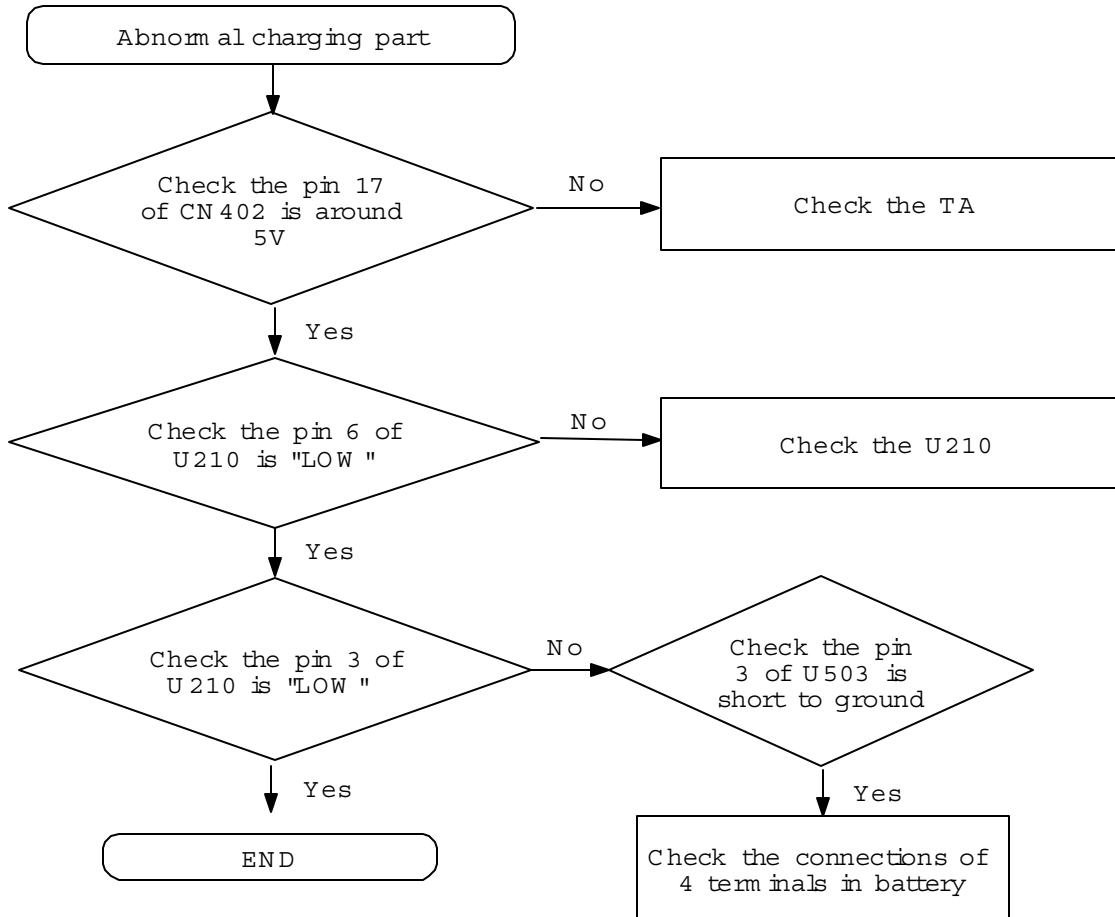 Abnormal charging part
Check the pin 17
of CN402 is around
5V
No
Check the TA
Yes
Check the pin 6 of
U210 is "LOW"
No
Check the U210
Yes
Check the pin 3 of
U210 is "LOW"
No
Check the pin
3 of U503 is
short to ground
Yes
END
Yes
Check the connections of
4 terminals in battery